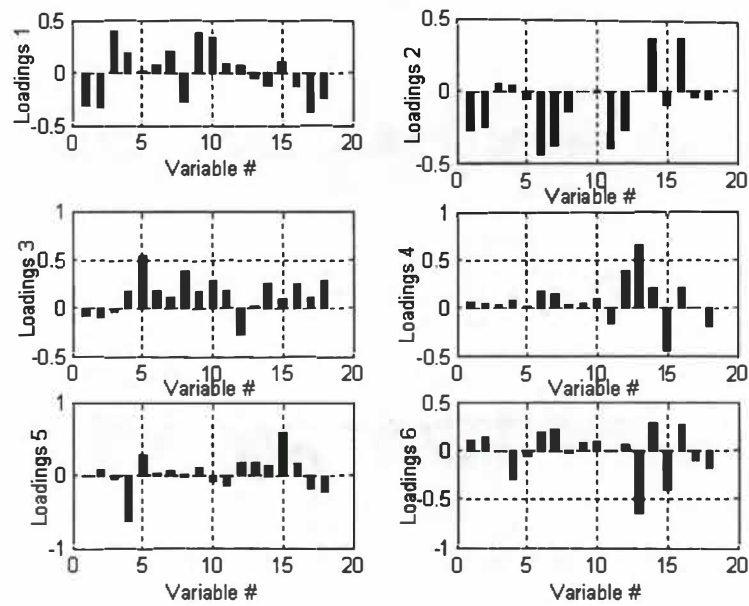 0.5
0
-0.5
0 5 10 15 20
Loadings 1
Variable #
0.5
0
-0.5
0 5 10 15 20
Loadings 2
Variable #
1
0.5
0
-0.5
0 5 10 15 20
Loadings 3
Variable #
1
0.5
0
-0.5
0 5 10 15 20
Loadings 4
Variable #
1
0
-1
0 5 10 15 20
Loadings 5
Variable #
0.5
0
-0.5
-1
0 5 10 15 20
Loadings 6
Variable #